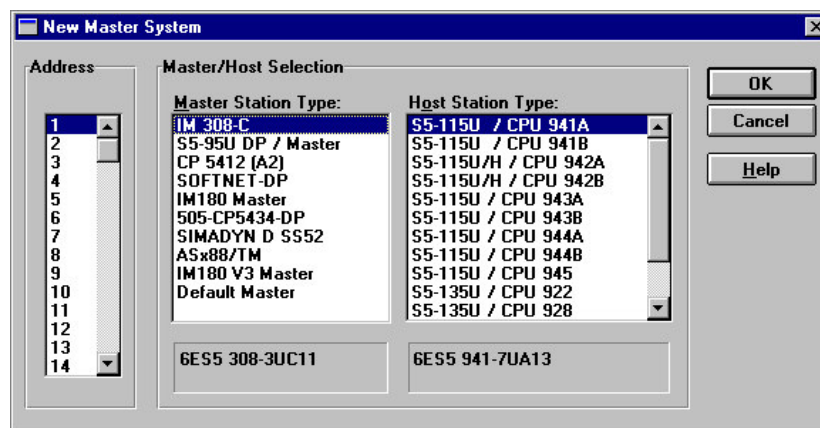 New Master System
Address
1
2
3
4
5
6
7
8
9
10
11
12
13
14
Master/Host Selection
Master Station Type:
IM 308-C
S5-95U DP / Master
CP 5412 (A2)
SOFTNET-DP
IM180 Master
505-CP5434-DP
SIMADYN D SS52
ASx88/TM
IM180 V3 Master
Default Master
6ES5 308-3UC11
Host Station Type:
S5-115U / CPU 941A
S5-115U / CPU 941B
S5-115U/H / CPU 942A
S5-115U/H / CPU 942B
S5-115U / CPU 943A
S5-115U / CPU 943B
S5-115U / CPU 944A
S5-115U / CPU 944B
S5-115U / CPU 945
S5-135U / CPU 922
S5-135U / CPU 928
6ES5 941-7UA13
OK
Cancel
Help